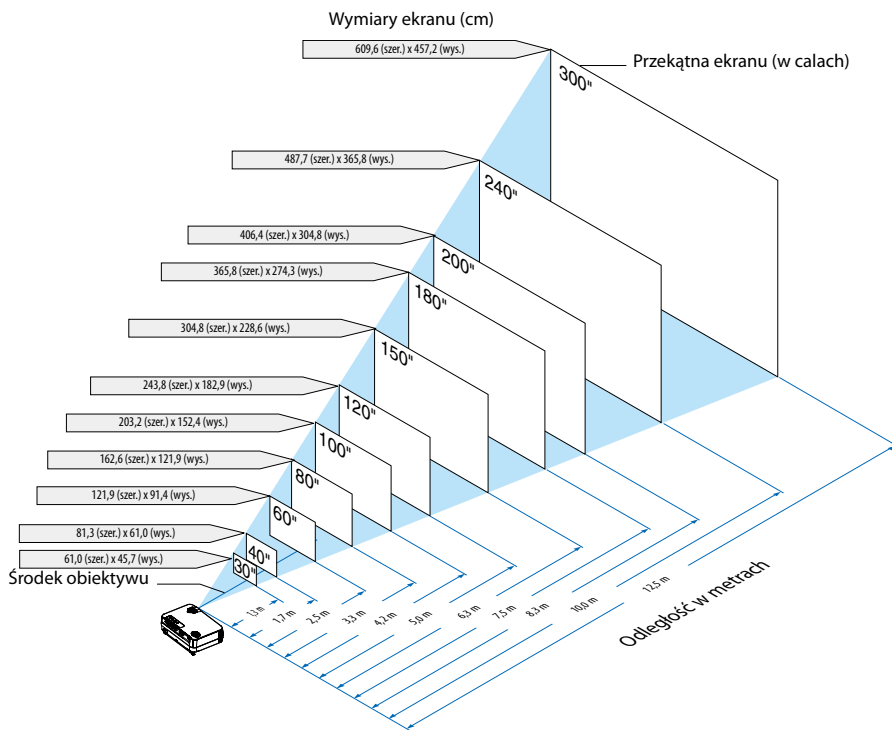 Wymiary ekranu (cm)
609,6 (szer.) x 457,2 (wys.)
Przekątna ekranu (w calach)
300"
487,7 (szer.) x 365,8 (wys.)
240"
406,4 (szer.) x 304,8 (wys.)
200"
365,8 (szer.) x 274,3 (wys.)
180"
304,8 (szer.) x 228,6 (wys.)
150"
243,8 (szer.) x 182,9 (wys.)
120"
203,2 (szer.) x 152,4 (wys.)
100"
162,6 (szer.) x 121,9 (wys.)
80"
121,9 (szer.) x 91,4 (wys.)
60"
81,3 (szer.) x 61,0 (wys.)
40"
61,0 (szer.) x 45,7 (wys.)
30"
Środek obiektywu
1,3 m
1,7 m
2,5 m
3,3 m
4,2 m
5,0 m
6,3 m
7,5 m
8,3 m
10,0 m
12,5 m
Odległość w metrach